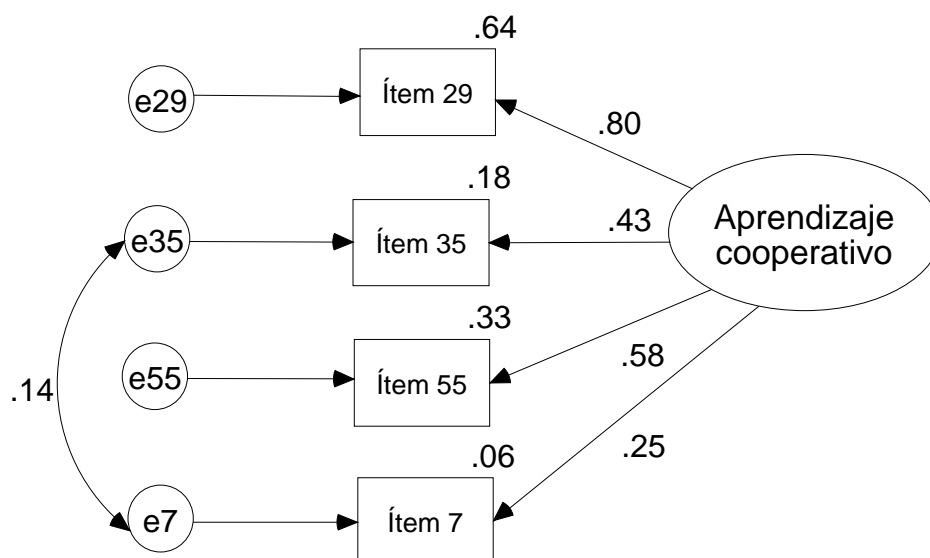 .64
e29
Ítem 29
.80
.18
e35
Ítem 35
.43
Aprendizaje
cooperativo
.33
e55
Ítem 55
.58
.14
.06
.25
e7
Ítem 7